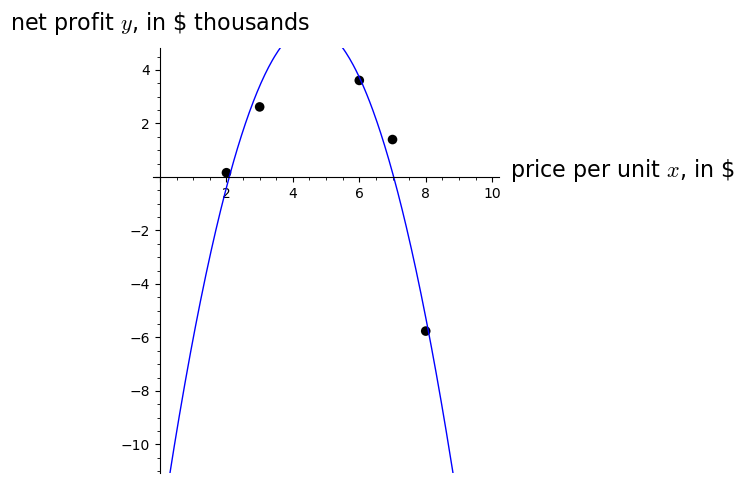 net profit y, in $ thousands
4
2
price per unit x, in $
2 4 6 8 10
−2
−4
−6
−8
−10